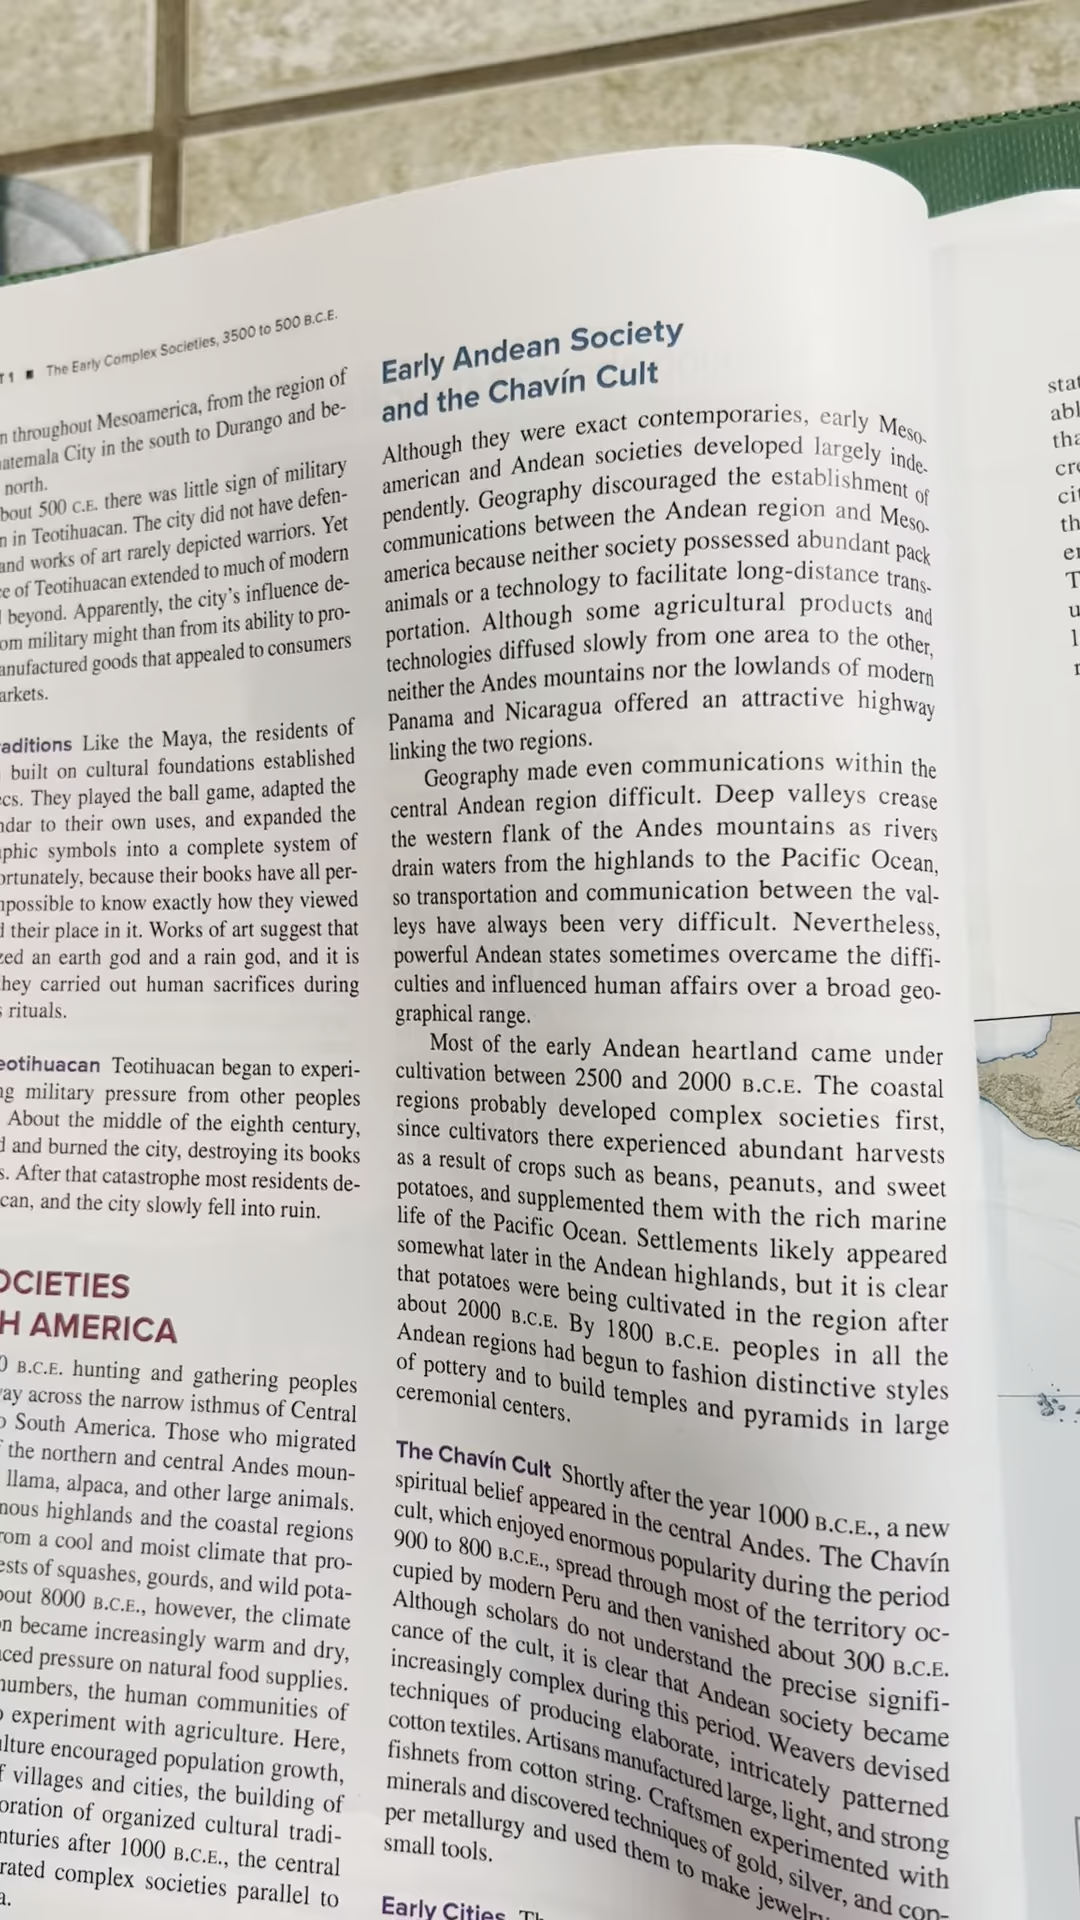 The Early Complex Societies, 3500 to 500 B.C.E.
throughout Mesoamerica, from the region of
City in the south to Durango and be-
north.
500 C.E. there was little sign of military
in Teotihuacan. The city did not have defen-
and works of art rarely depicted warriors. Yet
of Teotihuacan extended to much of modern
beyond. Apparently, the city's influence de-
military might than from its ability to pro-
goods that appealed to consumers
Like the Maya, the residents of
built on cultural foundations established
They played the ball game, adapted the
to their own uses, and expanded the
symbols into a complete system of
because their books have all per-
to know exactly how they viewed
their place in it. Works of art suggest that
an earth god and a rain god, and it is
they carried out human sacrifices during
rituals.
Teotihuacan began to experi-
military pressure from other peoples
About the middle of the eighth century,
and burned the city, destroying its books
After that catastrophe most residents de-
and the city slowly fell into ruin.
AMERICA
B.C.E. hunting and gathering peoples
across the narrow isthmus of Central
South America. Those who migrated
the northern and central Andes moun-
llama, alpaca, and other large animals.
highlands and the coastal regions
a cool and moist climate that pro-
of squashes, gourds, and wild pota-
8000 B.C.E., however, the climate
became increasingly warm and dry,
pressure on natural food supplies.
numbers, the human communities of
experiment with agriculture. Here,
encouraged population growth,
villages and cities, the building of
of organized cultural tradi-
after 1000 B.C.E., the central
complex societies parallel to
Early Andean Society
and the Chavín Cult
Although they were exact contemporaries, early Meso-
american and Andean societies developed largely inde-
pendently. Geography discouraged the establishment of
communications between the Andean region and Meso-
america because neither society possessed abundant pack
animals or a technology to facilitate long-distance trans-
portation. Although some agricultural products and
technologies diffused slowly from one area to the other,
neither the Andes mountains nor the lowlands of modern
Panama and Nicaragua offered an attractive highway
linking the two regions.
Geography made even communications within the
central Andean region difficult. Deep valleys crease
the western flank of the Andes mountains as rivers
drain waters from the highlands to the Pacific Ocean,
so transportation and communication between the val-
leys have always been very difficult. Nevertheless,
powerful Andean states sometimes overcame the diffi-
culties and influenced human affairs over a broad geo-
graphical range.
Most of the early Andean heartland came under
cultivation between 2500 and 2000 B.C.E. The coastal
regions probably developed complex societies first,
since cultivators there experienced abundant harvests
as a result of crops such as beans, peanuts, and sweet
potatoes, and supplemented them with the rich marine
life of the Pacific Ocean. Settlements likely appeared
somewhat later in the Andean highlands, but it is clear
that potatoes were being cultivated in the region after
about 2000 B.C.E. By 1800 B.C.E. peoples in all the
Andean regions had begun to fashion distinctive styles
of pottery and to build temples and pyramids in large
ceremonial centers.
The Chavín Cult Shortly after the year 1000 B.C.E., a new
spiritual belief appeared in the central Andes. The Chavín
cult, which enjoyed enormous popularity during the period
900 to 800 B.C.E., spread through most of the territory oc-
cupied by modern Peru and then vanished about 300 B.C.E.
Although scholars do not understand the precise signifi-
cance of the cult, it is clear that Andean society became
increasingly complex during this period. Weavers devised
techniques of producing elaborate, intricately patterned
cotton textiles. Artisans manufactured large, light, and strong
fishnets from cotton string. Craftsmen experimented with
minerals and discovered techniques of gold, silver, and cop-
per metallurgy and used them to make jewelry
small tools.
Early Cities